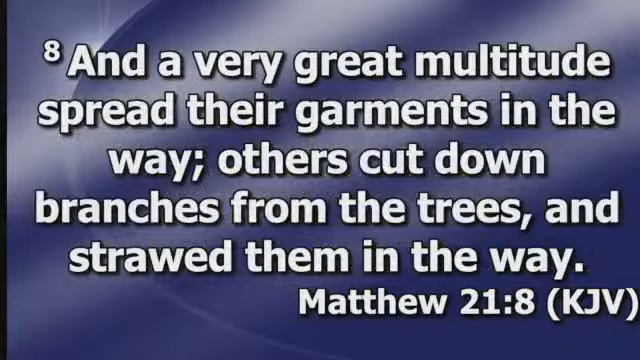 8 And a very great multitude
spread their garments in the
way; others cut down
branches from the trees, and
strawed them in the way.
Matthew 21:8 (KJV)